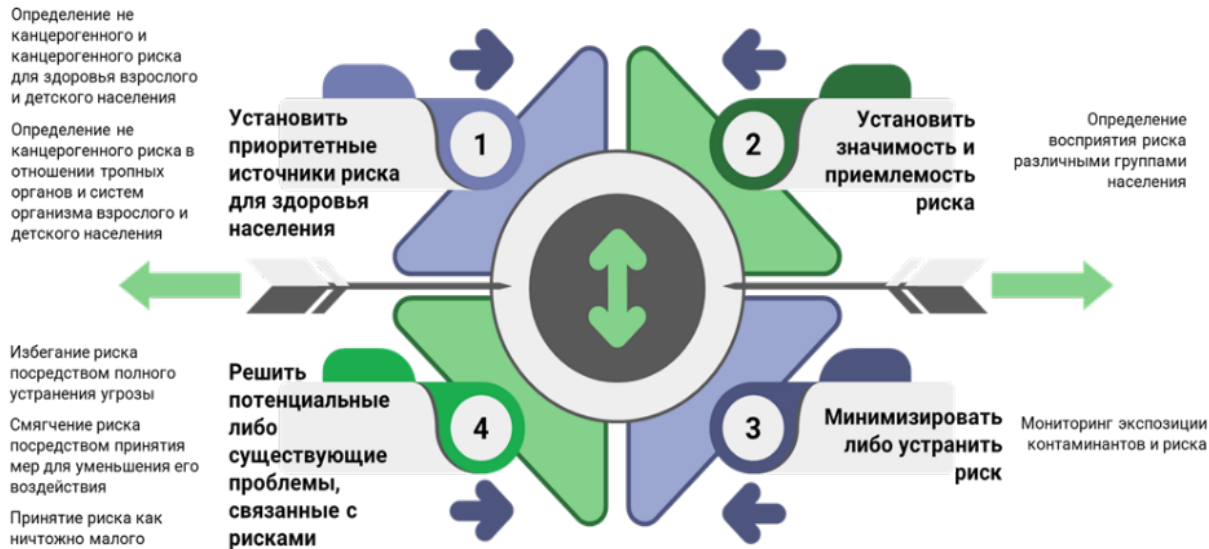 Определение не
канцерогенного и
канцерогенного риска
для здоровья взрослого
и детского населения
Определение не
канцерогенного риска в
отношении тропных
органов и систем
организма взрослого и
детского населения
Установить
приоритетные
источники риска
для здоровья
населения
1
2
Установить
значимость и
приемлемость
риска
Определение
восприятия риска
различными группами
населения
Избегание риска
посредством полного
устранения угрозы
Смягчение риска
посредством принятия
мер для уменьшения его
воздействия
Принятие риска как
ничтожно малого
Решить
потенциальные
либо
существующие
проблемы,
связанные с
рисками
4
3
Минимизировать
либо устранить
риск
Мониторинг экспозиции
контаминантов и риска